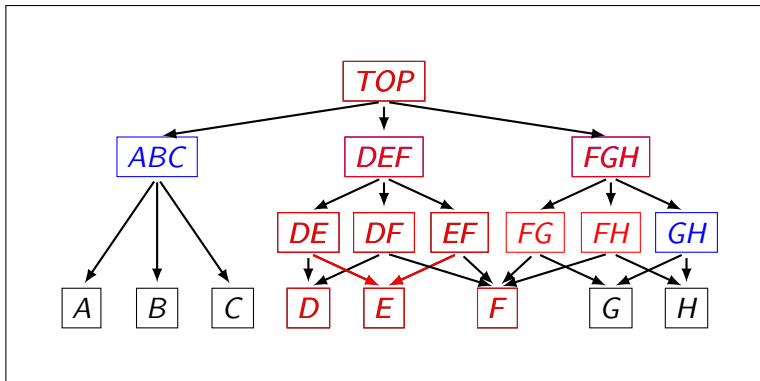 TOP
ABC DEF FGH
DE DF EF FG FH GH
A B C D E F G H